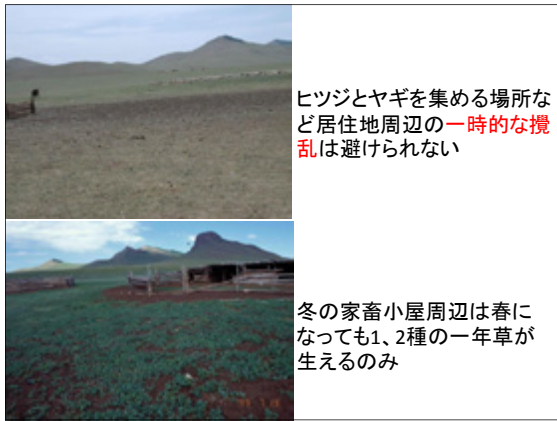 ヒツジとヤギを集める場所な
ど居住地周辺の一時的な攪
乱は避けられない
冬の家畜小屋周辺は春に
なっても1、2種の一年草が
生えるのみ